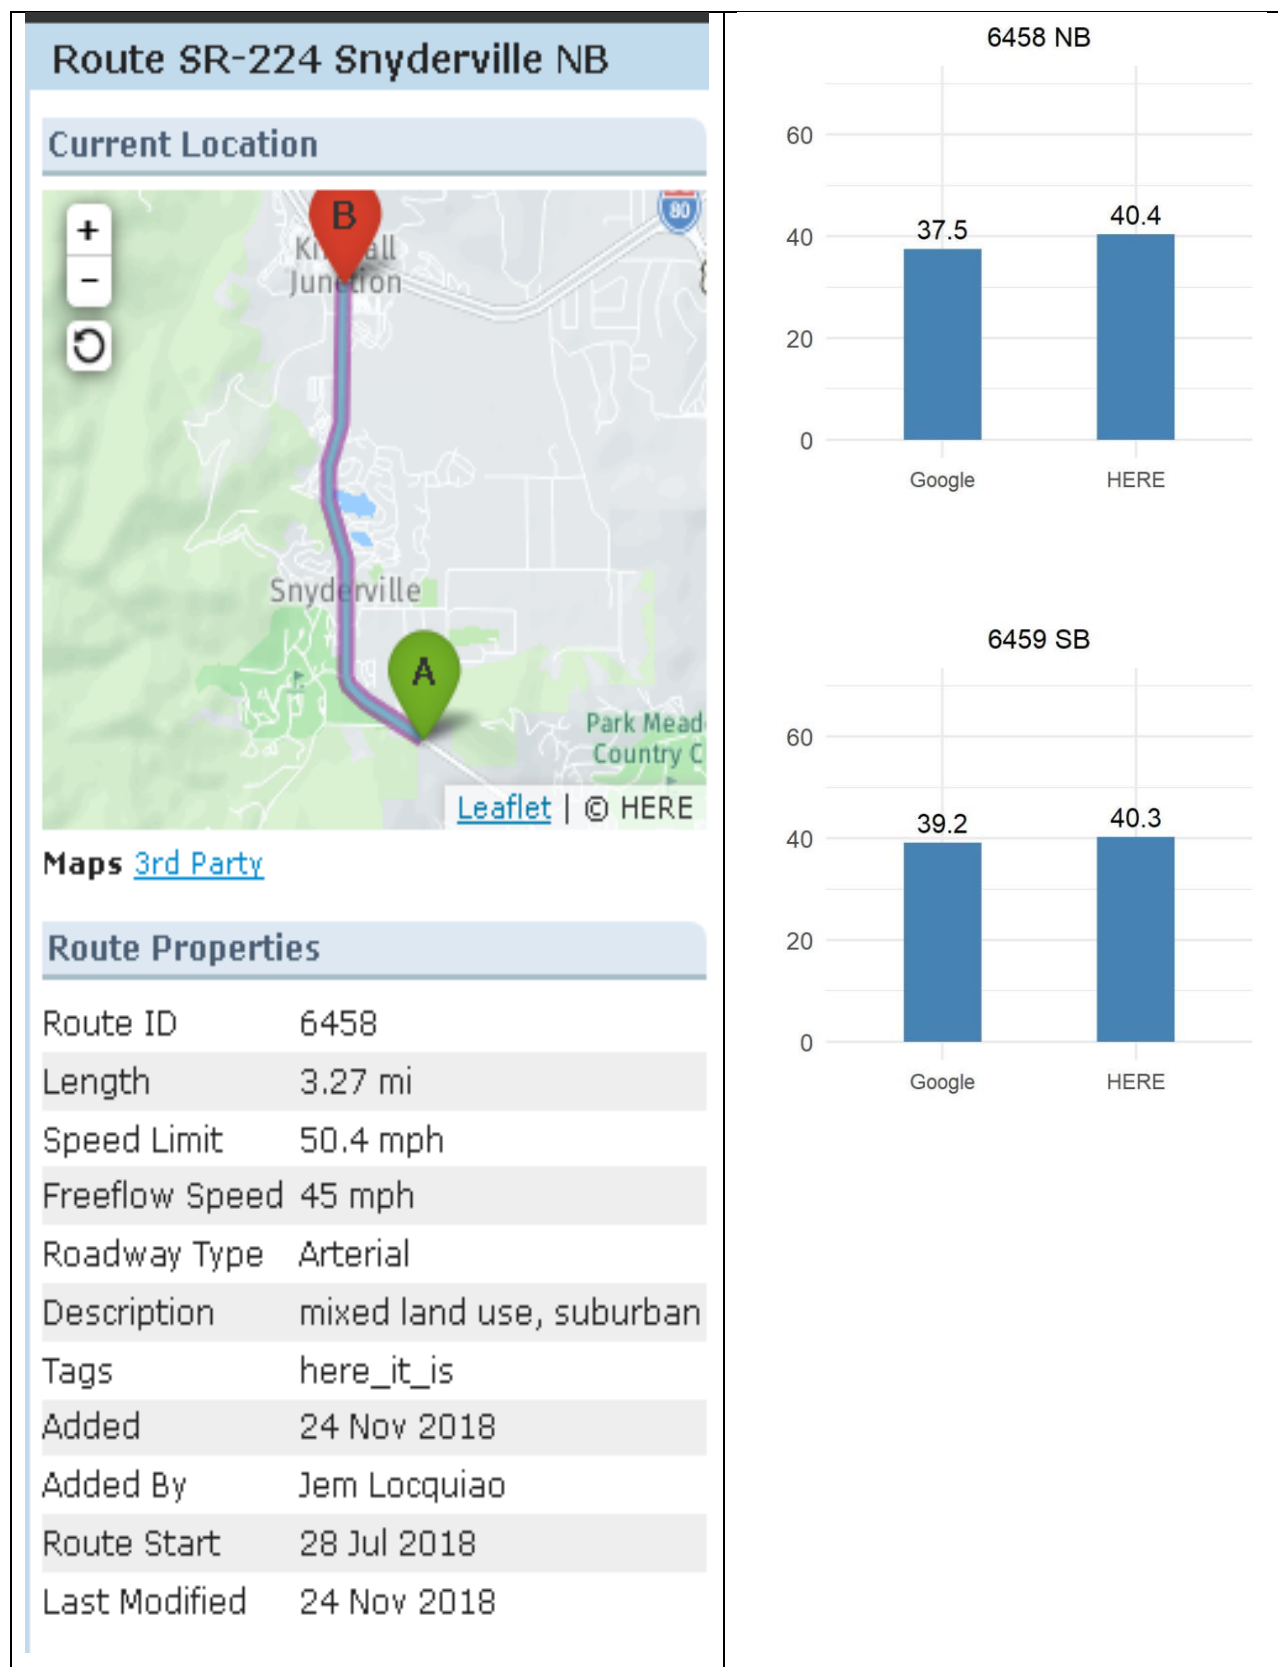 Route SR-224 Snyderville NB
Current Location
+
−
B
Junction
80
Snyderville
A
Park Mead
Country C
Leaflet | © HERE
Maps 3rd Party
Route Properties
Route ID 6458
Length 3.27 mi
Speed Limit 50.4 mph
Freeflow Speed 45 mph
Roadway Type Arterial
Description mixed land use, suburban
Tags here_it_is
Added 24 Nov 2018
Added By Jem Locquiao
Route Start 28 Jul 2018
Last Modified 24 Nov 2018
6458 NB
60
40
20
0
37.5
40.4
Google HERE
6459 SB
60
40
20
0
39.2
40.3
Google HERE